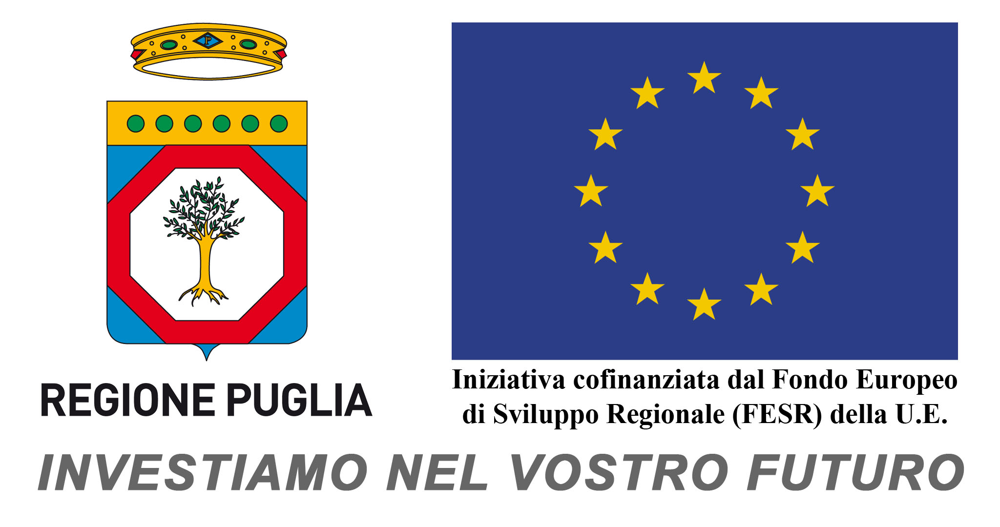 P
REGIONE PUGLIA
Iniziativa cofinanziata dal Fondo Europeo
di Sviluppo Regionale (FESR) della U.E.
INVESTIAMO NEL VOSTRO FUTURO